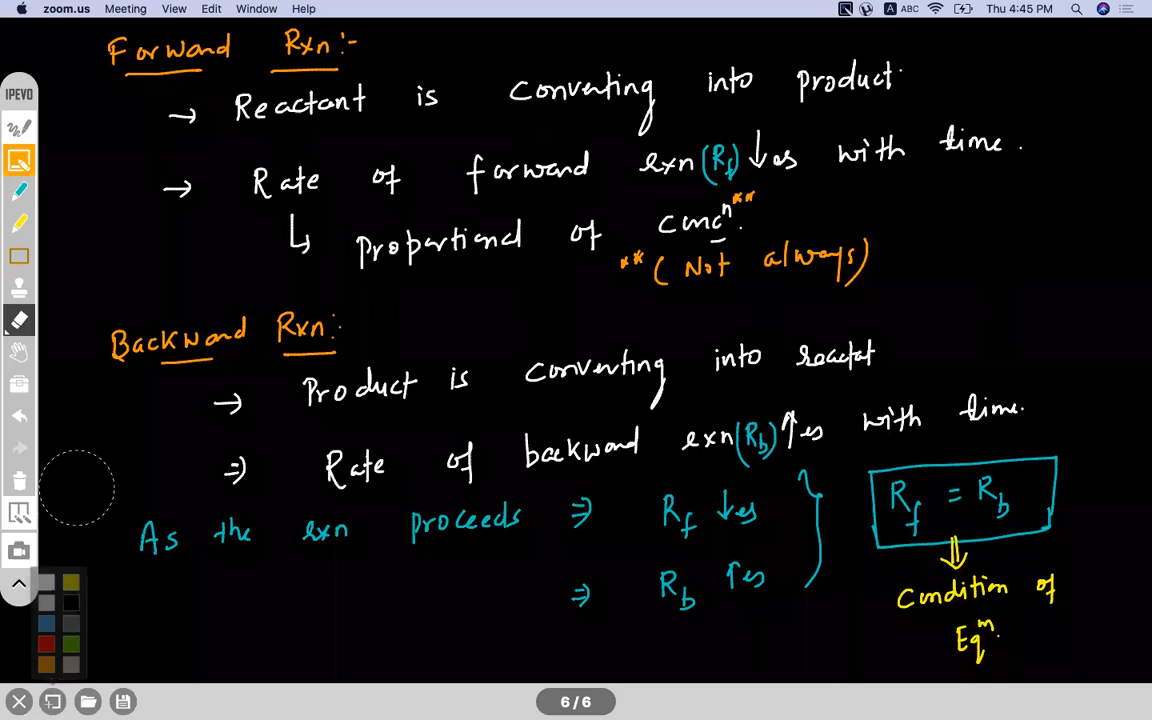 zoom.us Meeting View Edit Window Help A ABC Thu 4:45 PM
Forward Rxn :-
IPEVO
→ Reactant is converting into product.
→ Rate of forward rxn (Rf) ↓es with time.
↳ Proportional of concⁿ**.
** (Not always)
Backward Rxn :
→ Product is converting into reactat
⇒ Rate of backward rxn (Rb) ↑es with time.
As the rxn proceeds ⇒ Rf ↓es
⇒ Rb ↑es
Rf = Rb
⇓
Condition of
Eqᵐ.
6/6